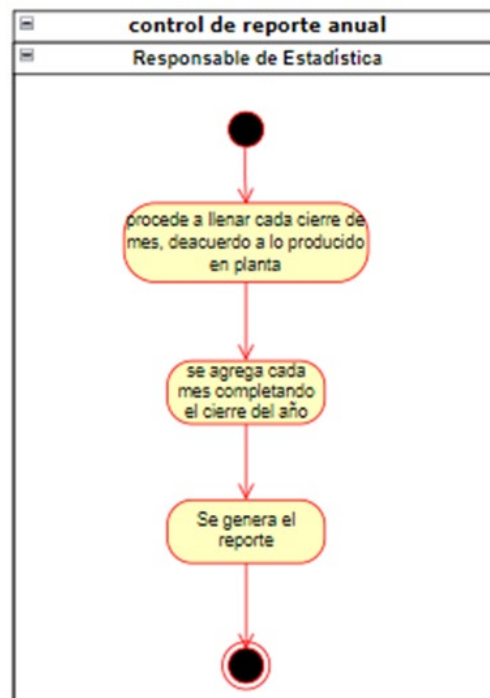 control de reporte anual
Responsable de Estadística
procede a llenar cada cierre de
mes, deacuerdo a lo producido
en planta
se agrega cada
mes completando
el cierre del año
Se genera el
reporte